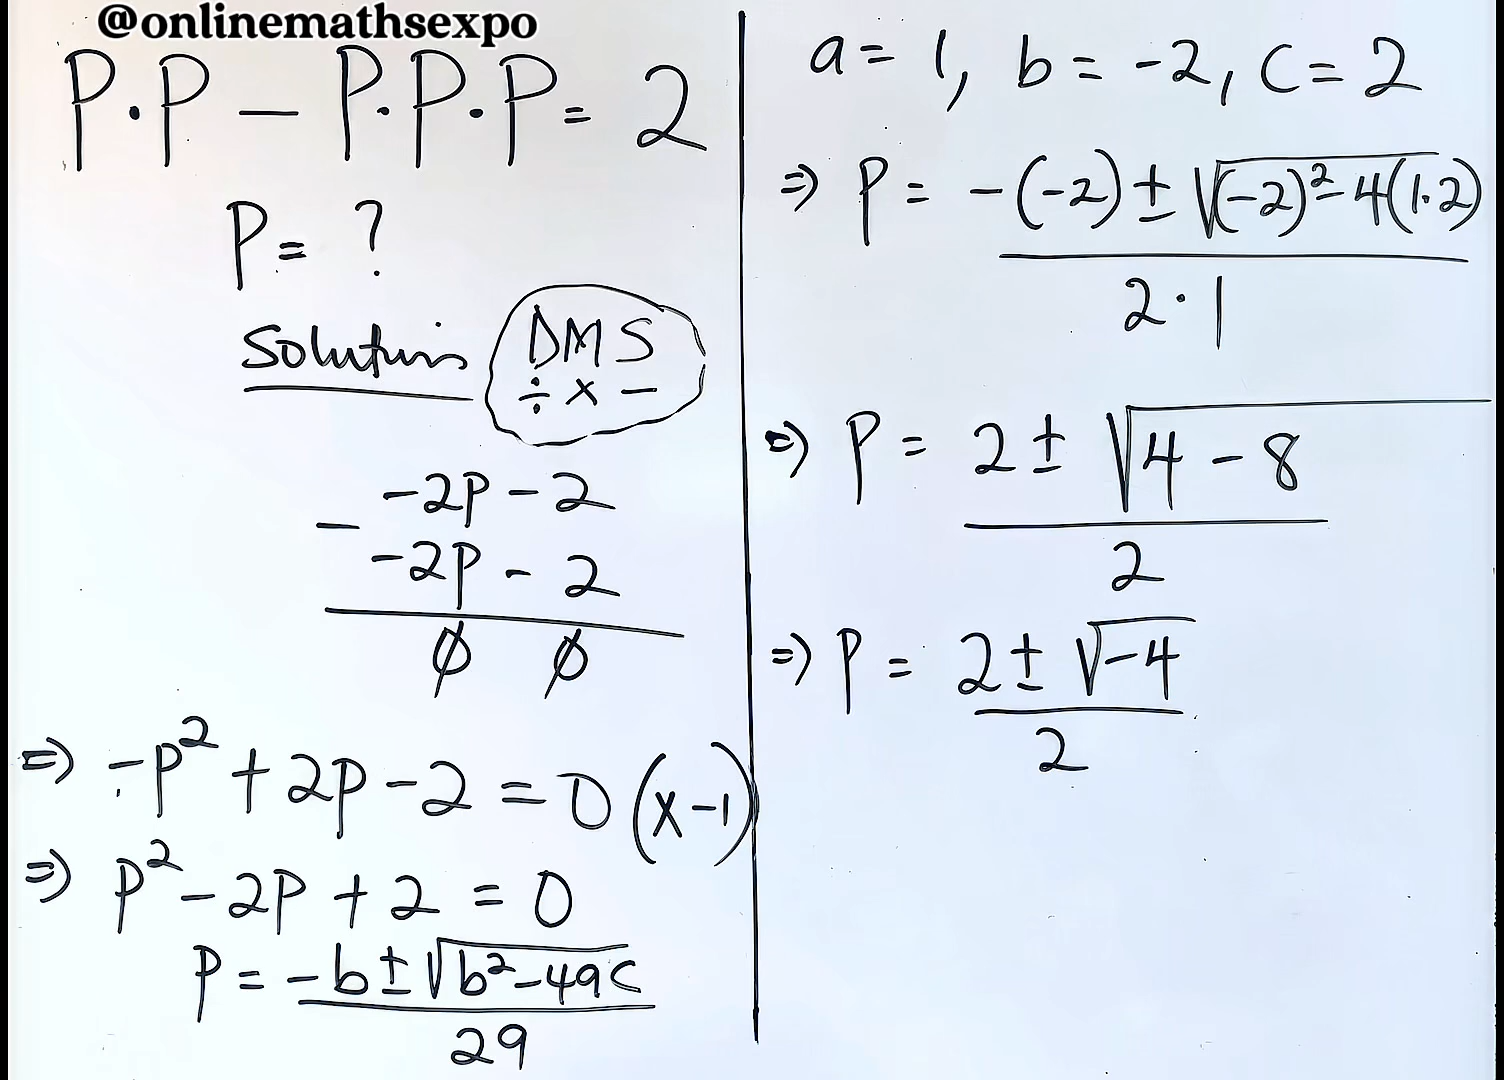 @onlinemathsexpo
P·P − P·P·P = 2
P = ?
Solution
DMS
÷ × −
-2p - 2
−
-2p - 2
0 0
⇒ -p² + 2p - 2 = 0 (x-1)
⇒ p² - 2p + 2 = 0
P = -b ± √b² - 4ac
2a
a = 1, b = -2, c = 2
⇒ P = -(-2) ± √(-2)² - 4(1·2)
2·1
⇒ P = 2 ± √4 - 8
2
⇒ P = 2 ± √-4
2